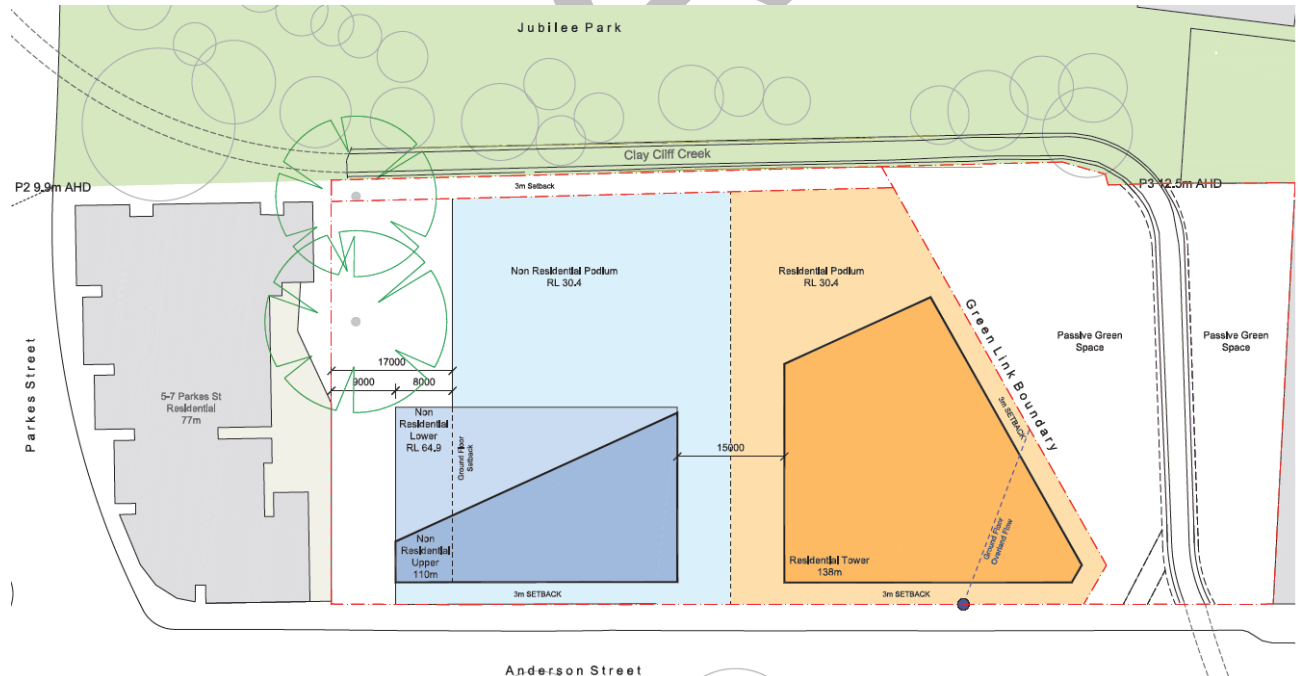 Jubilee Park
Clay Cliff Creek
P2 9.9m AHD
3m Setback
P3 12.5m AHD
Non Residential Podium
RL 30.4
Residential Podium
RL 30.4
Green Link Boundary
Passive Green
Space
Passive Green
Space
17000
9000
8000
Parkes Street
5-7 Parkes St
Residential
77m
Non
Residential
Lower
RL 64.9
Ground Floor
Setback
15000
3m SETBACK
Ground Floor
Overland Flow
Non
Residential
Upper
110m
Residential Tower
138m
3m SETBACK
3m SETBACK
Anderson Street